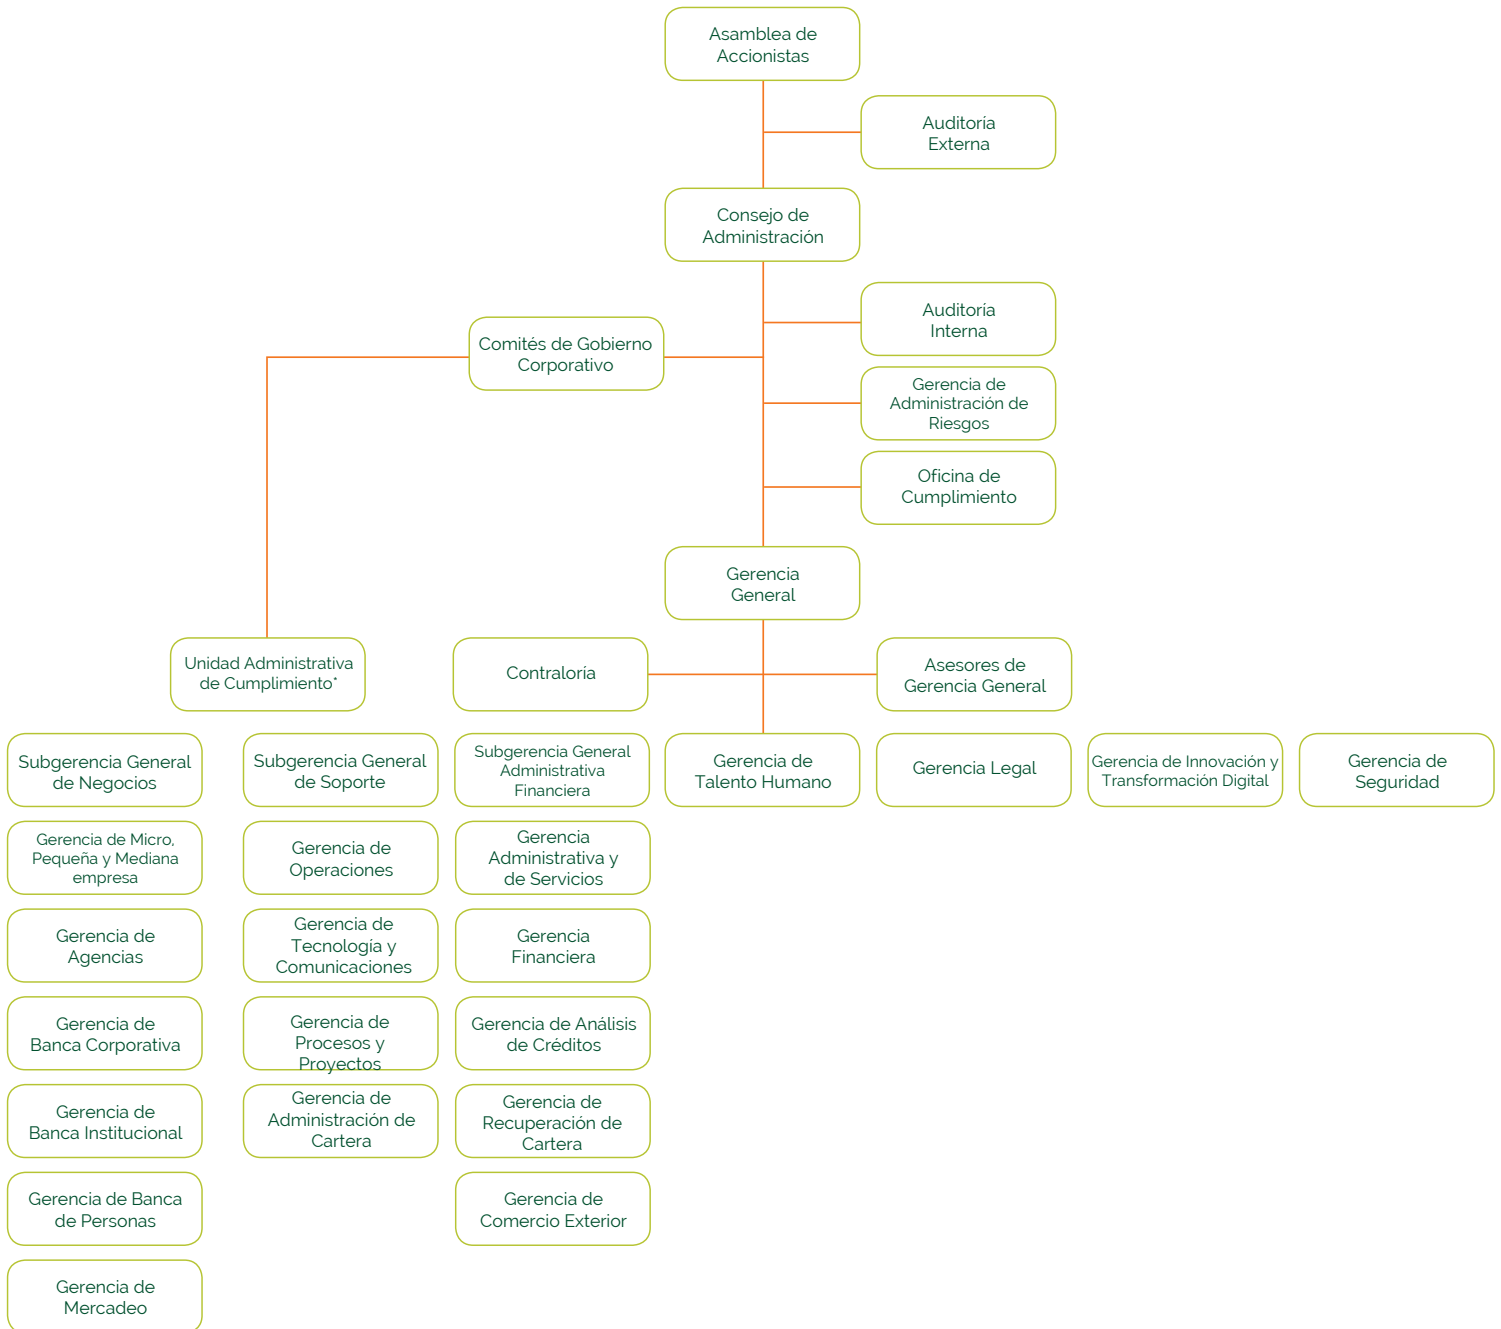 Asamblea de
Accionistas
Auditoría
Externa
Consejo de
Administración
Auditoría
Interna
Comités de Gobierno
Corporativo
Gerencia de
Administración de
Riesgos
Oficina de
Cumplimiento
Gerencia
General
Unidad Administrativa
de Cumplimiento*
Contraloría
Asesores de
Gerencia General
Subgerencia General
de Negocios
Subgerencia General
de Soporte
Subgerencia General
Administrativa
Financiera
Gerencia de
Talento Humano
Gerencia Legal
Gerencia de Innovación y
Transformación Digital
Gerencia de
Seguridad
Gerencia de Micro,
Pequeña y Mediana
empresa
Gerencia de
Operaciones
Gerencia
Administrativa y
de Servicios
Gerencia de
Agencias
Gerencia de
Tecnología y
Comunicaciones
Gerencia
Financiera
Gerencia de
Banca Corporativa
Gerencia de
Procesos y
Proyectos
Gerencia de Análisis
de Créditos
Gerencia de
Banca Institucional
Gerencia de
Administración de
Cartera
Gerencia de
Recuperación de
Cartera
Gerencia de Banca
de Personas
Gerencia de
Comercio Exterior
Gerencia de
Mercadeo